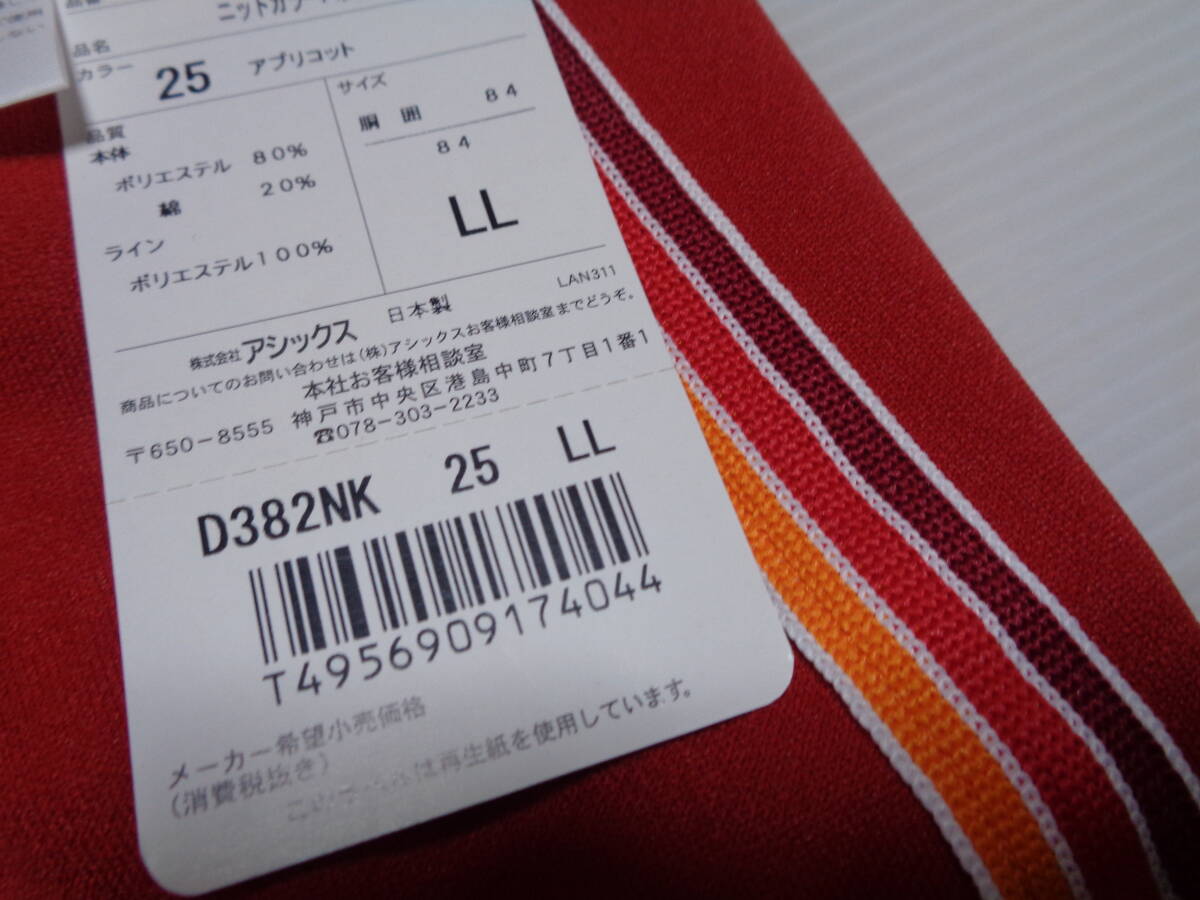 品番
品名
カラー 25 アプリコット
サイズ
胴囲 84
84
LL
品質
本体
ポリエステル 80%
綿 20%
ライン
ポリエステル100%
LAN311
株式会社アシックス 日本製
商品についてのお問い合わせは(株)アシックスお客様相談室までどうぞ。
本社お客様相談室
〒650-8555 神戸市中央区港島中町7丁目1番1
☎078-303-2233
D382NK 25 LL
T4956909174044
メーカー希望小売価格
(消費税抜き)
は再生紙を使用しています。